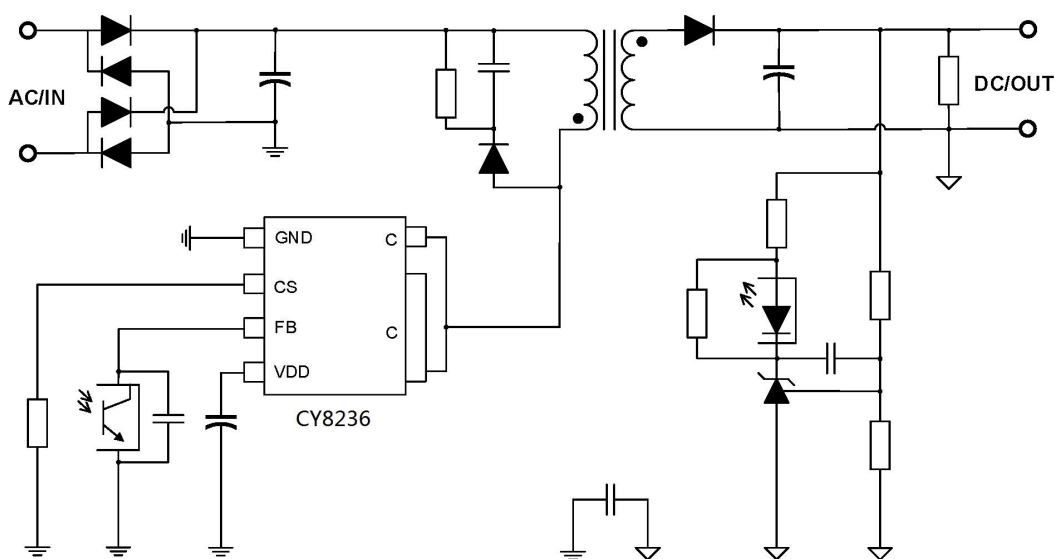 AC/IN
DC/OUT
GND
C
CS
FB
C
VDD
CY8236